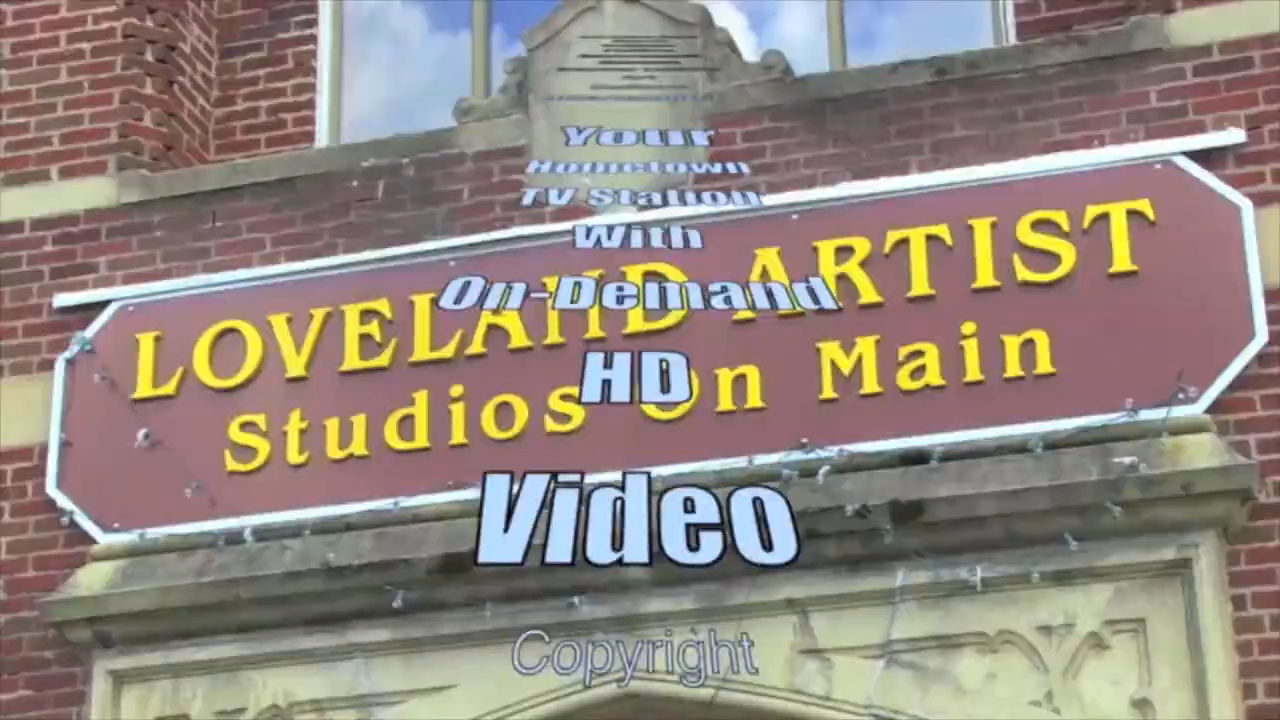 Your
Hometown
TV Station
With
On-Demand
HD
Video
Copyright
LOVELAND ARTIST
Studios On Main